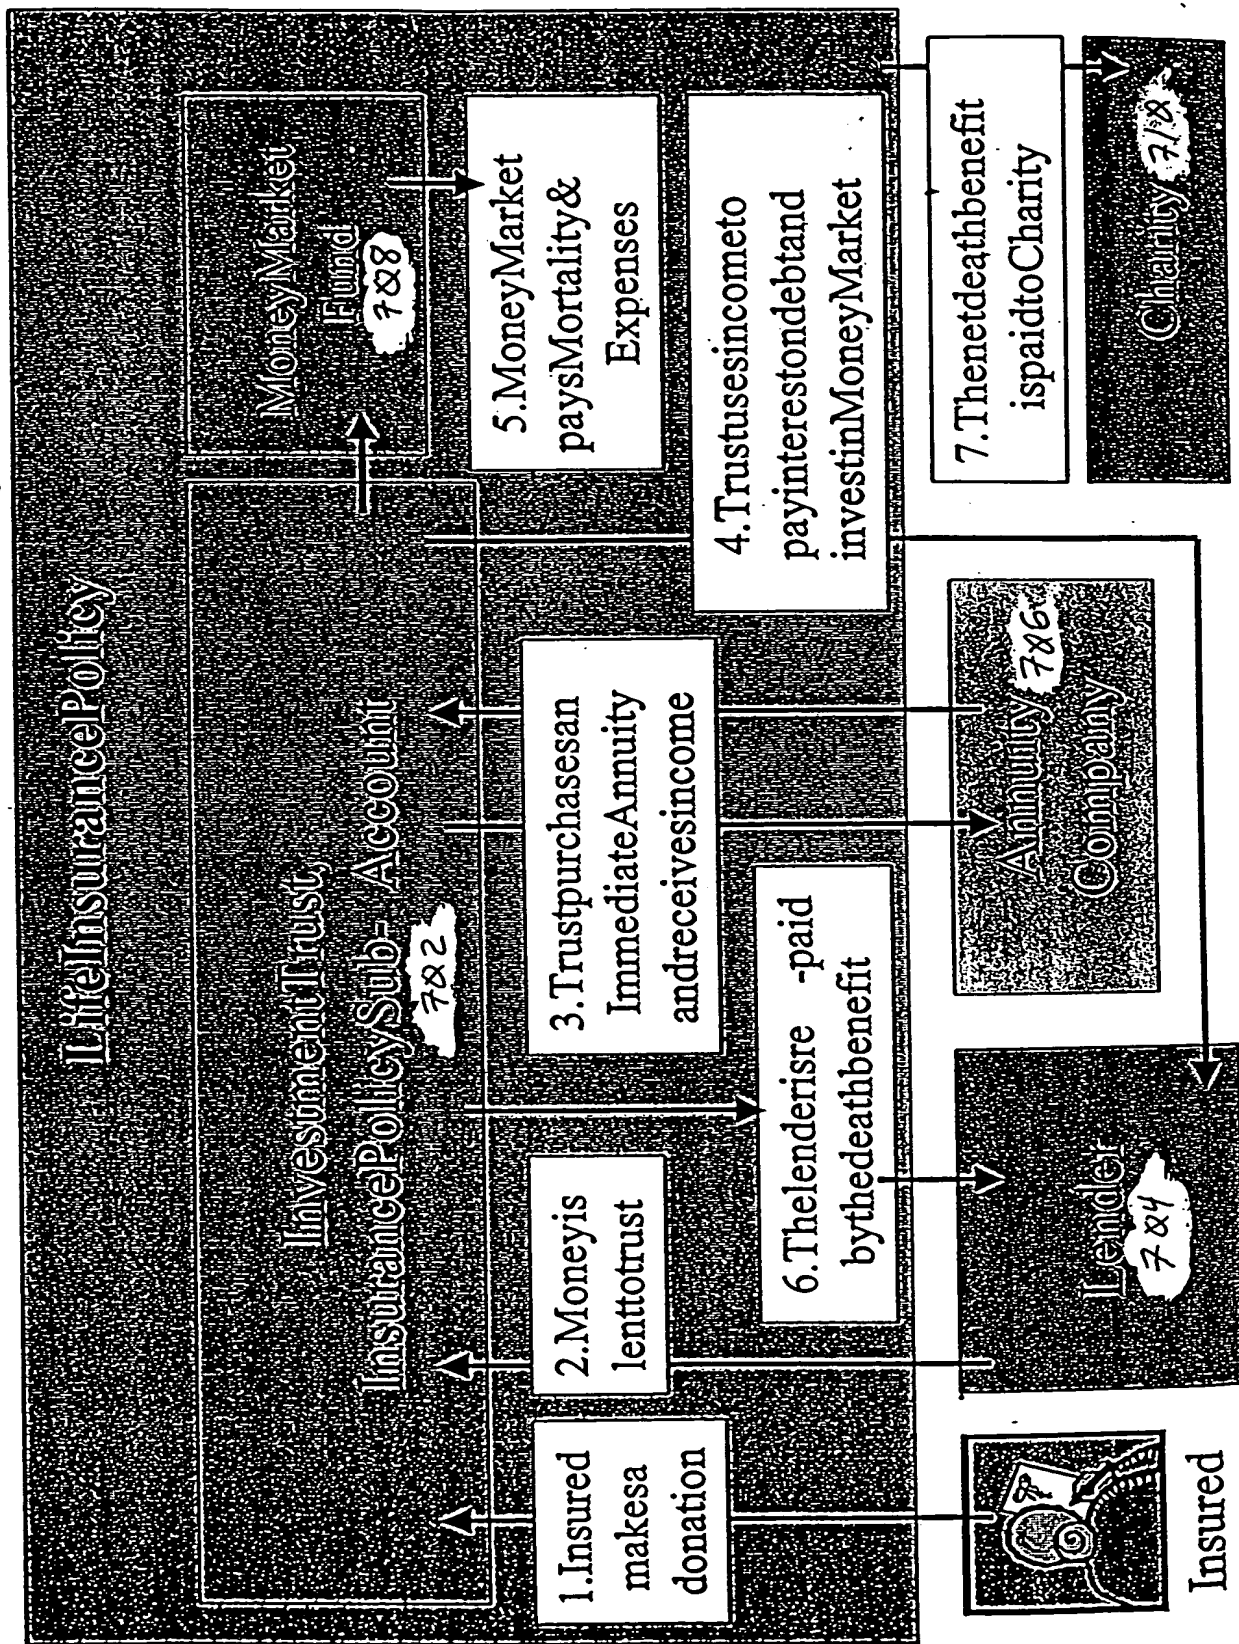 LifeInsurancePolicy
InvestmentTrust,
InsurancePolicySub- Account
702
MoneyMarket
Fund
708
1.Insured
makesa
donation
2.Moneyis
lenttotrust
3.Trustpurchasesan
ImmediateAnnuity
andreceivesincome
5.MoneyMarket
paysMortality&
Expenses
6.Thelenderisre -paid
bythedeathbenefit
4.Trustusesincometo
payinterestondebtand
investinMoneyMarket
7.Thenetdeathbenefit
ispaidtoCharity
Insured
Lender
704
Annuity 706
Company
Charity 710